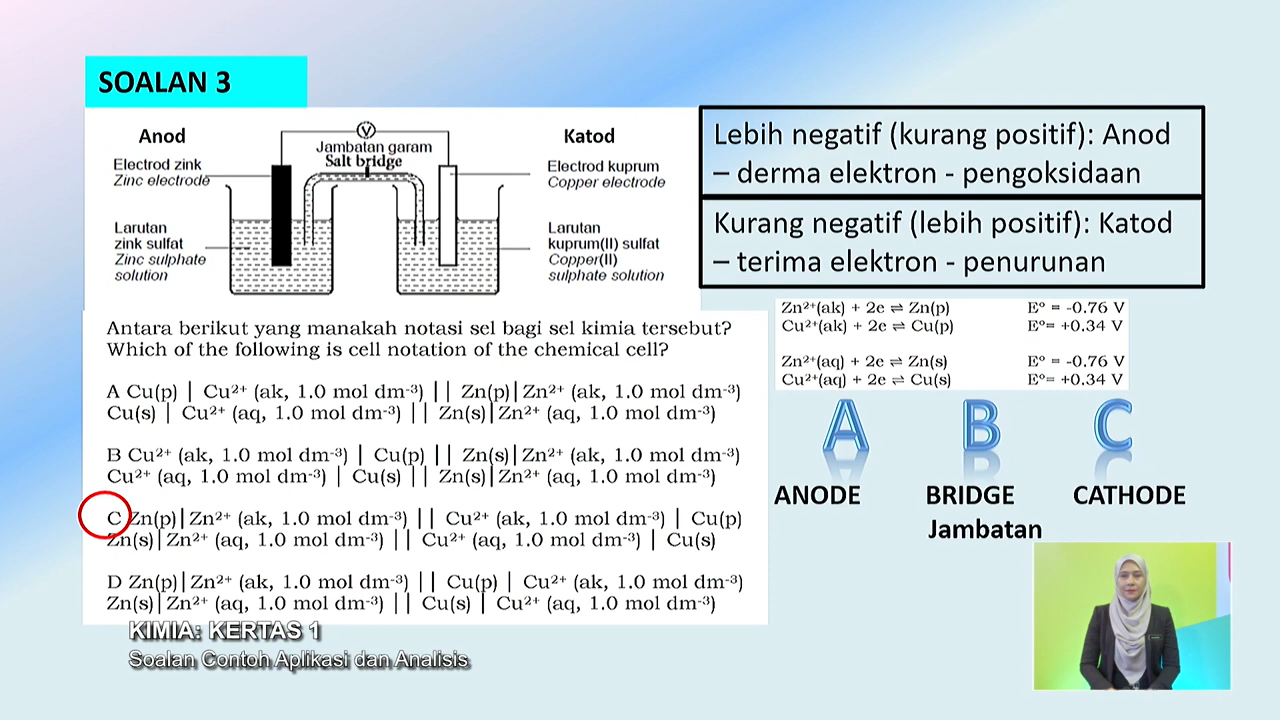 SOALAN 3
Anod
Katod
V
Jambatan garam
Salt bridge
Electrod zink
Zinc electrode
Electrod kuprum
Copper electrode
Larutan
zink sulfat
Zinc sulphate
solution
Larutan
kuprum(II) sulfat
Copper(II)
sulphate solution
Lebih negatif (kurang positif): Anod
– derma elektron - pengoksidaan
Kurang negatif (lebih positif): Katod
– terima elektron - penurunan
Zn²⁺(ak) + 2e ⇌ Zn(p) E° = -0.76 V
Cu²⁺(ak) + 2e ⇌ Cu(p) E°= +0.34 V
Zn²⁺(aq) + 2e ⇌ Zn(s) E° = -0.76 V
Cu²⁺(aq) + 2e ⇌ Cu(s) E°= +0.34 V
Antara berikut yang manakah notasi sel bagi sel kimia tersebut?
Which of the following is cell notation of the chemical cell?
A Cu(p) | Cu²⁺ (ak, 1.0 mol dm⁻³) || Zn(p)|Zn²⁺ (ak, 1.0 mol dm⁻³)
Cu(s) | Cu²⁺ (aq, 1.0 mol dm⁻³) || Zn(s)|Zn²⁺ (aq, 1.0 mol dm⁻³)
B Cu²⁺ (ak, 1.0 mol dm⁻³) | Cu(p) || Zn(s)|Zn²⁺ (ak, 1.0 mol dm⁻³)
Cu²⁺ (aq, 1.0 mol dm⁻³) | Cu(s) || Zn(s)|Zn²⁺ (aq, 1.0 mol dm⁻³)
C Zn(p)|Zn²⁺ (ak, 1.0 mol dm⁻³) || Cu²⁺ (ak, 1.0 mol dm⁻³) | Cu(p)
Zn(s)|Zn²⁺ (aq, 1.0 mol dm⁻³) || Cu²⁺ (aq, 1.0 mol dm⁻³) | Cu(s)
D Zn(p)|Zn²⁺ (ak, 1.0 mol dm⁻³) || Cu(p) | Cu²⁺ (ak, 1.0 mol dm⁻³)
Zn(s)|Zn²⁺ (aq, 1.0 mol dm⁻³) || Cu(s) | Cu²⁺ (aq, 1.0 mol dm⁻³)
A B C
ANODE BRIDGE CATHODE
Jambatan
KIMIA: KERTAS 1
Soalan Contoh Aplikasi dan Analisis